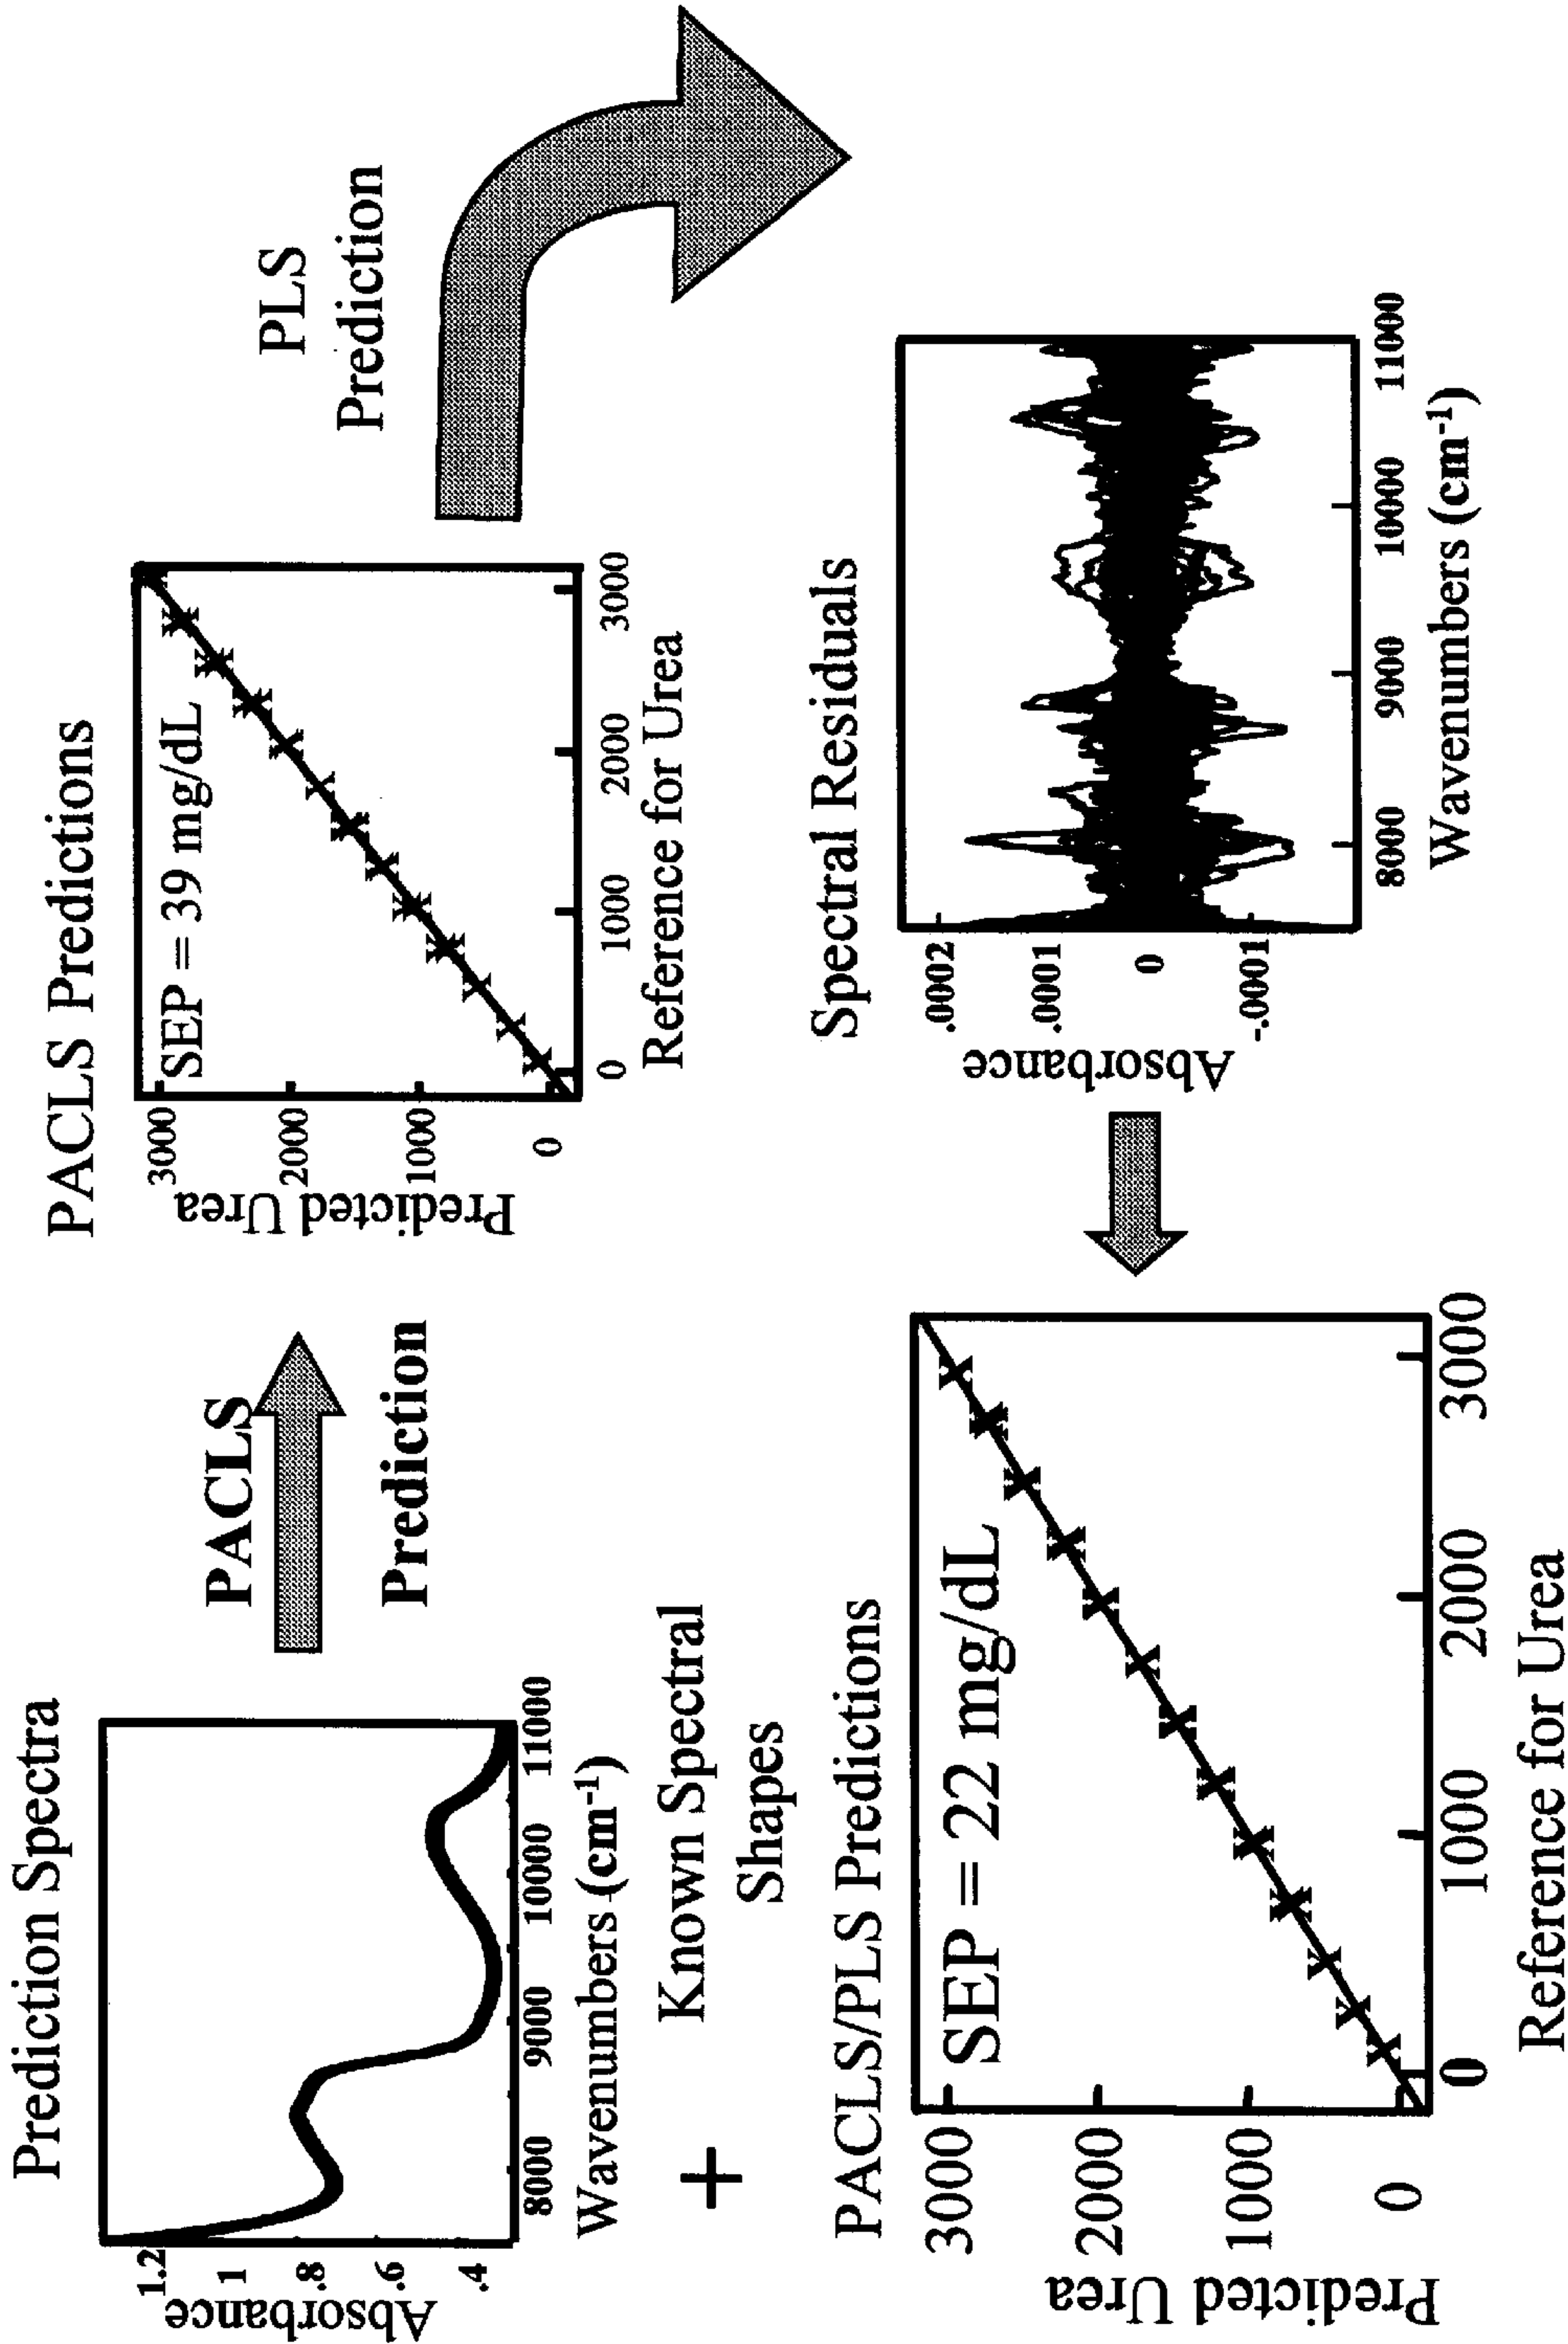 Prediction Spectra
1.2
1
.8
.6
.4
Absorbance
8000 9000 10000 11000
Wavenumbers (cm⁻¹)
+ Known Spectral
Shapes
PACLS
Prediction
PACLS Predictions
SEP = 39 mg/dL
3000
2000
1000
0
Predicted Urea
0 1000 2000 3000
Reference for Urea
PLS
Prediction
Spectral Residuals
.0002
.0001
0
-.0001
Absorbance
8000 9000 10000 11000
Wavenumbers (cm⁻¹)
PACLS/PLS Predictions
SEP = 22 mg/dL
3000
2000
1000
0
Predicted Urea
0 1000 2000 3000
Reference for Urea